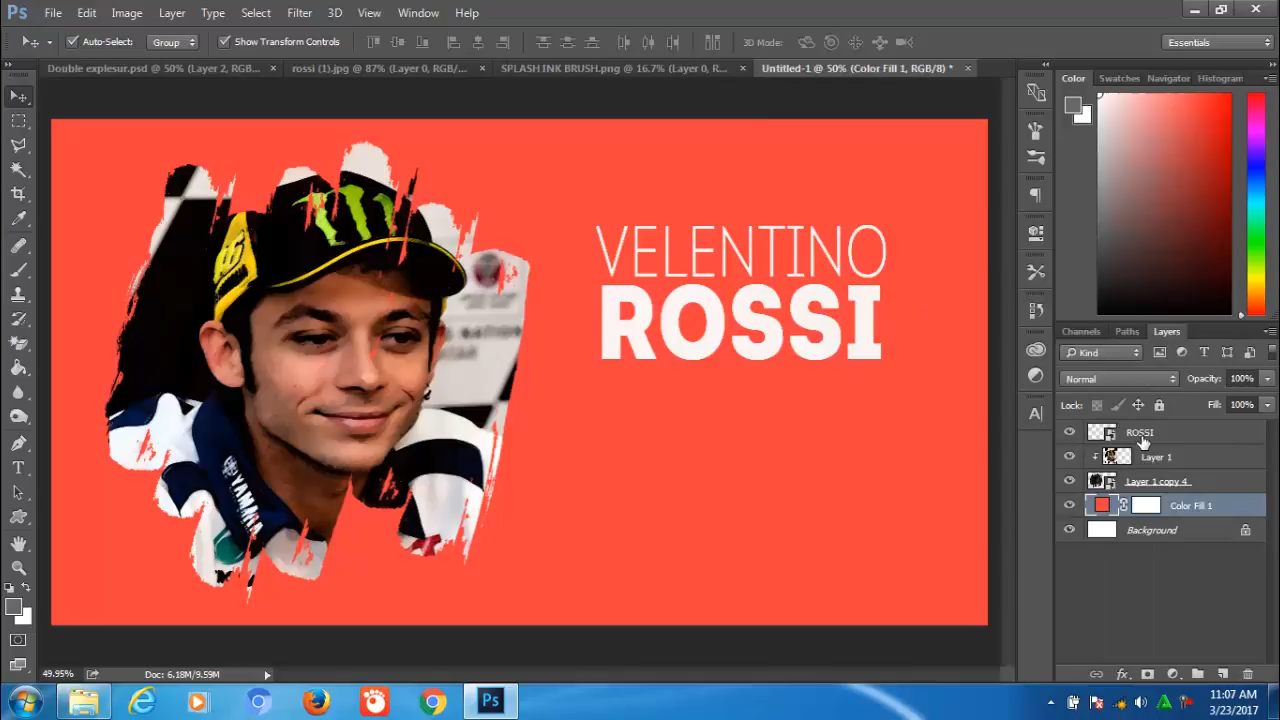 Ps File Edit Image Layer Type Select Filter 3D View Window Help
Auto-Select: Group Show Transform Controls 3D Mode: Essentials
Double explesur.psd @ 50% (Layer 2, RGB... × rossi (1).jpg @ 87% (Layer 0, RGB/... × SPLASH INK BRUSH.png @ 16.7% (Layer 0, R... × Untitled-1 @ 50% (Color Fill 1, RGB/8) * ×
Color Swatches Navigator Histogram
VELENTINO
ROSSI
YAMAHA
Channels Paths Layers
Kind
Normal Opacity: 100%
Lock: Fill: 100%
ROSSI
Layer 1
Layer 1 copy 4
Color Fill 1
Background
49.95% Doc: 6.18M/9.59M
Ps
11:07 AM
3/23/2017